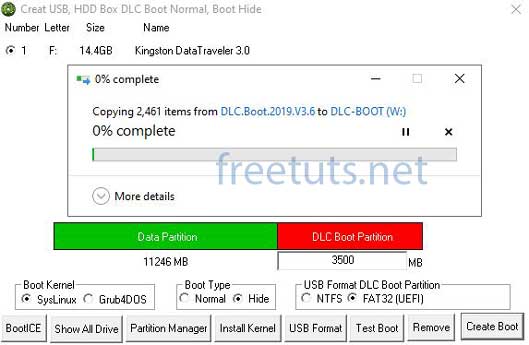 Creat USB, HDD Box DLC Boot Normal, Boot Hide
Number Letter Size Name
1 F: 14.4GB Kingston DataTraveler 3.0
0% complete
Copying 2,461 items from DLC.Boot.2019.V3.6 to DLC-BOOT (W:)
0% complete
More details
freetuts.net
Data Partition DLC Boot Partition
11246 MB 3500 MB
Boot Kernel Boot Type USB Format DLC Boot Partition
SysLinux Grub4DOS Normal Hide NTFS FAT32 (UEFI)
BootICE Show All Drive Partition Manager Install Kernel USB Format Test Boot Remove Create Boot